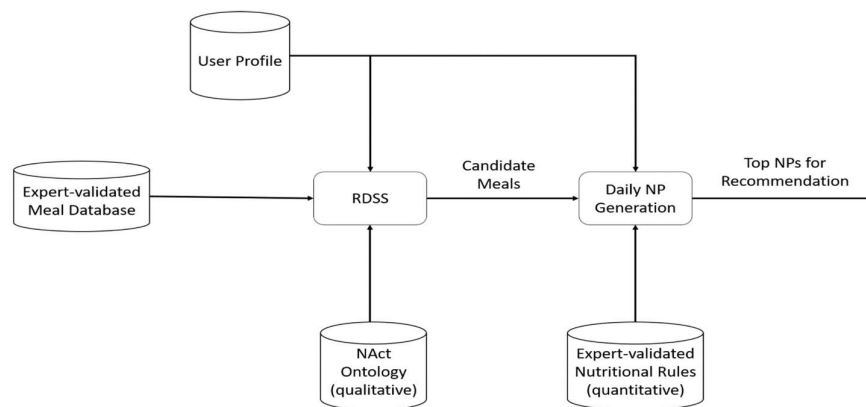 User Profile
Expert-validated
Meal Database
RDSS
Candidate
Meals
Daily NP
Generation
Top NPs for
Recommendation
NAct
Ontology
(qualitative)
Expert-validated
Nutritional Rules
(quantitative)